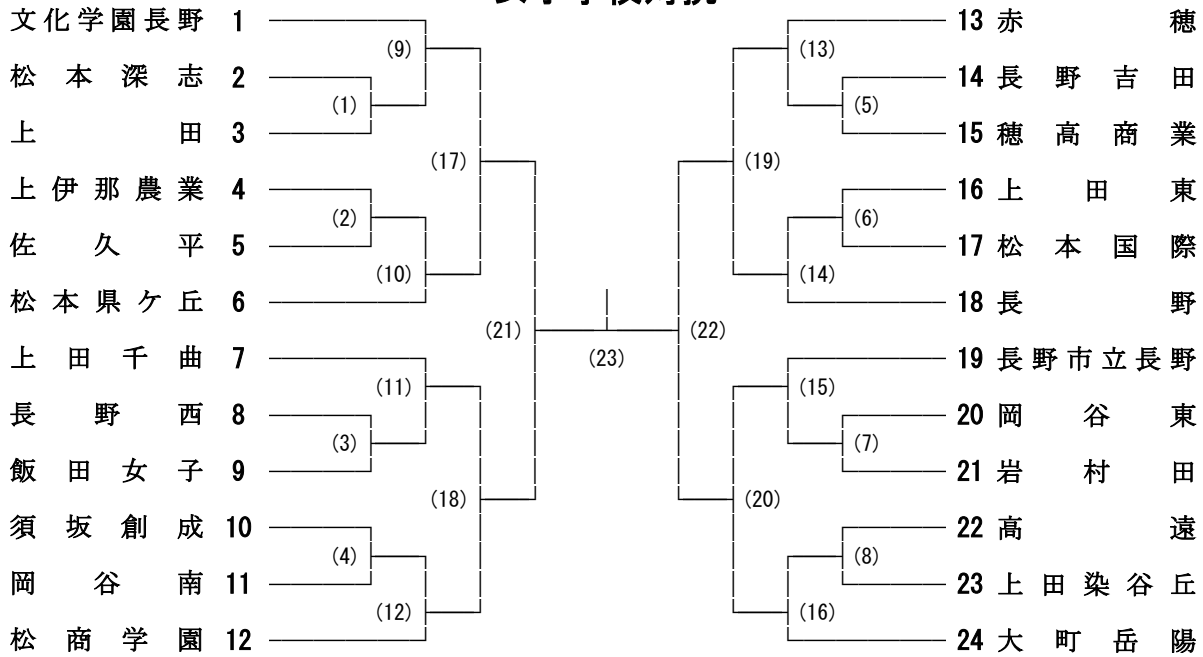 文化学園長野 1
松本深志 2
上田 3
上伊那農業 4
佐久平 5
松本県ケ丘 6
上田千曲 7
長野西 8
飯田女子 9
須坂創成 10
岡谷南 11
松商学園 12
(9)
(1)
(17)
(2)
(10)
(21)
(11)
(3)
(18)
(4)
(12)
(23)
(13)
(5)
(19)
(6)
(14)
(22)
(15)
(7)
(20)
(8)
(16)
13 赤穂
14 長野吉田
15 穂高商業
16 上田東
17 松本国際
18 長野
19 長野市立長野
20 岡谷東
21 岩村田
22 高遠
23 上田染谷丘
24 大町岳陽